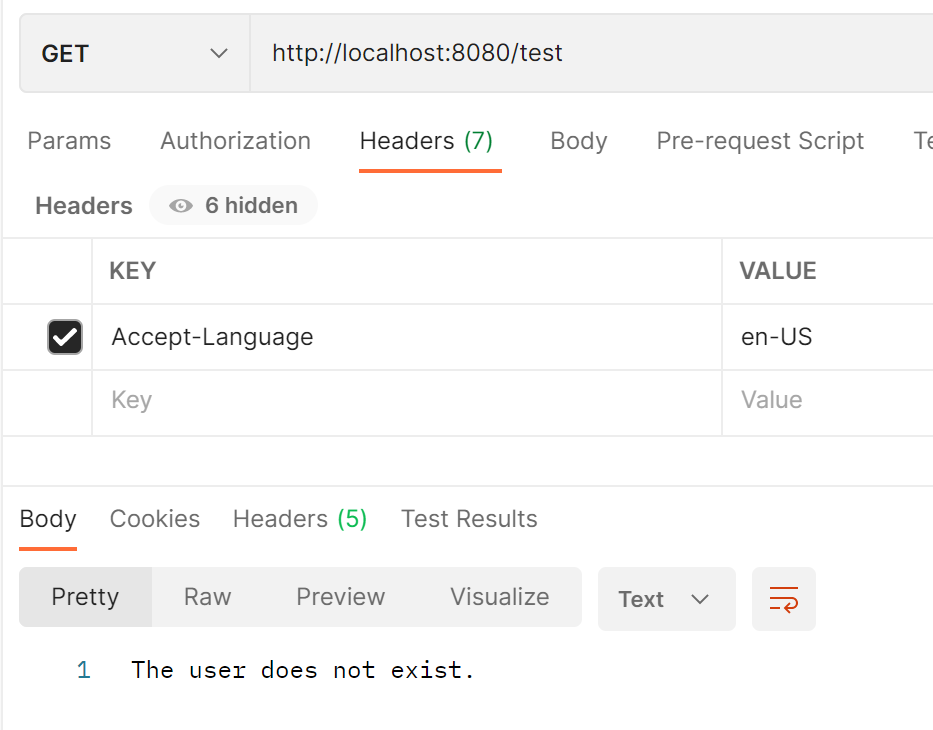 GET http://localhost:8080/test
Params Authorization Headers (7) Body Pre-request Script
Headers 6 hidden
KEY VALUE
Accept-Language en-US
Key Value
Body Cookies Headers (5) Test Results
Pretty Raw Preview Visualize Text
1 The user does not exist.